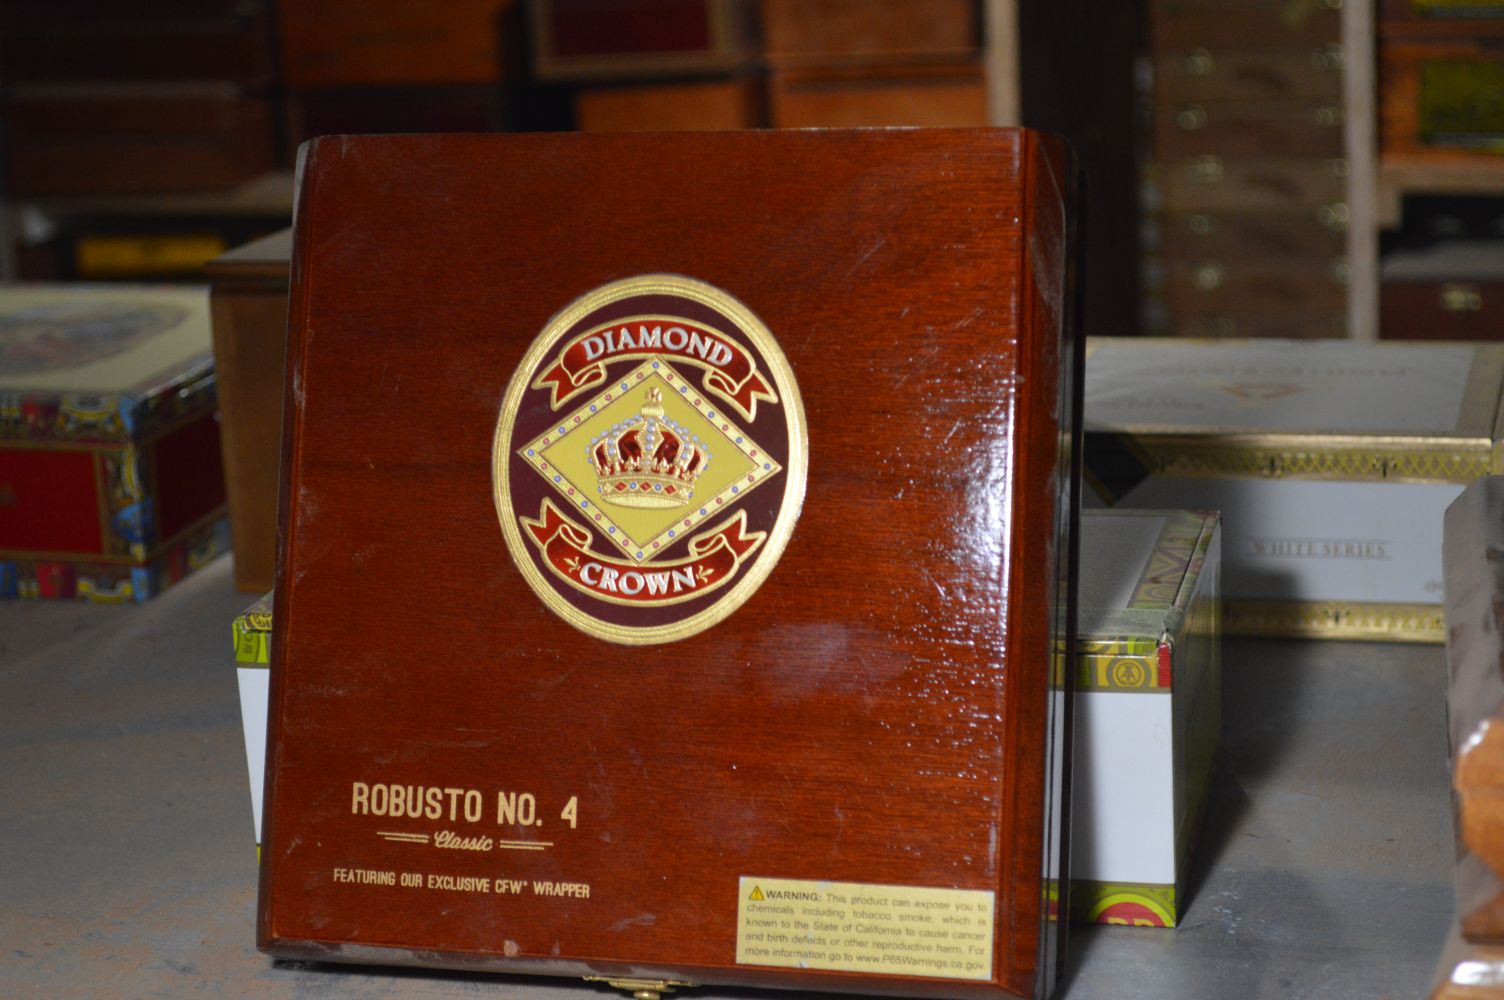 DIAMOND
CROWN
ROBUSTO NO. 4
Classic
FEATURING OUR EXCLUSIVE CFW® WRAPPER
WARNING: This product can expose you to
chemicals including tobacco smoke, which is
known to the State of California to cause cancer
and birth defects or other reproductive harm. For
more information go to www.P65Warnings.ca.gov
WHITE SERIES